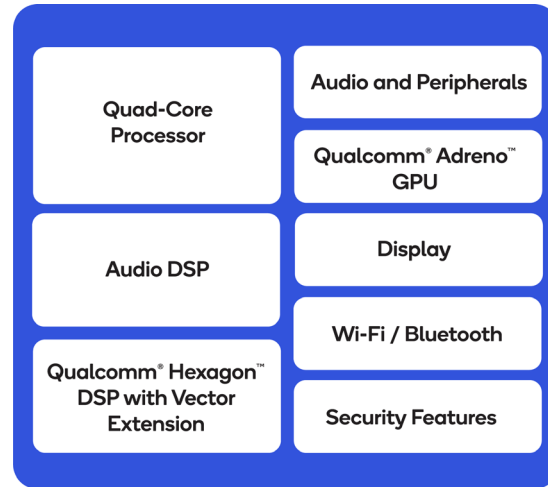 Quad-Core
Processor
Audio DSP
Qualcomm® Hexagon™
DSP with Vector
Extension
Audio and Peripherals
Qualcomm® Adreno™
GPU
Display
Wi-Fi / Bluetooth
Security Features